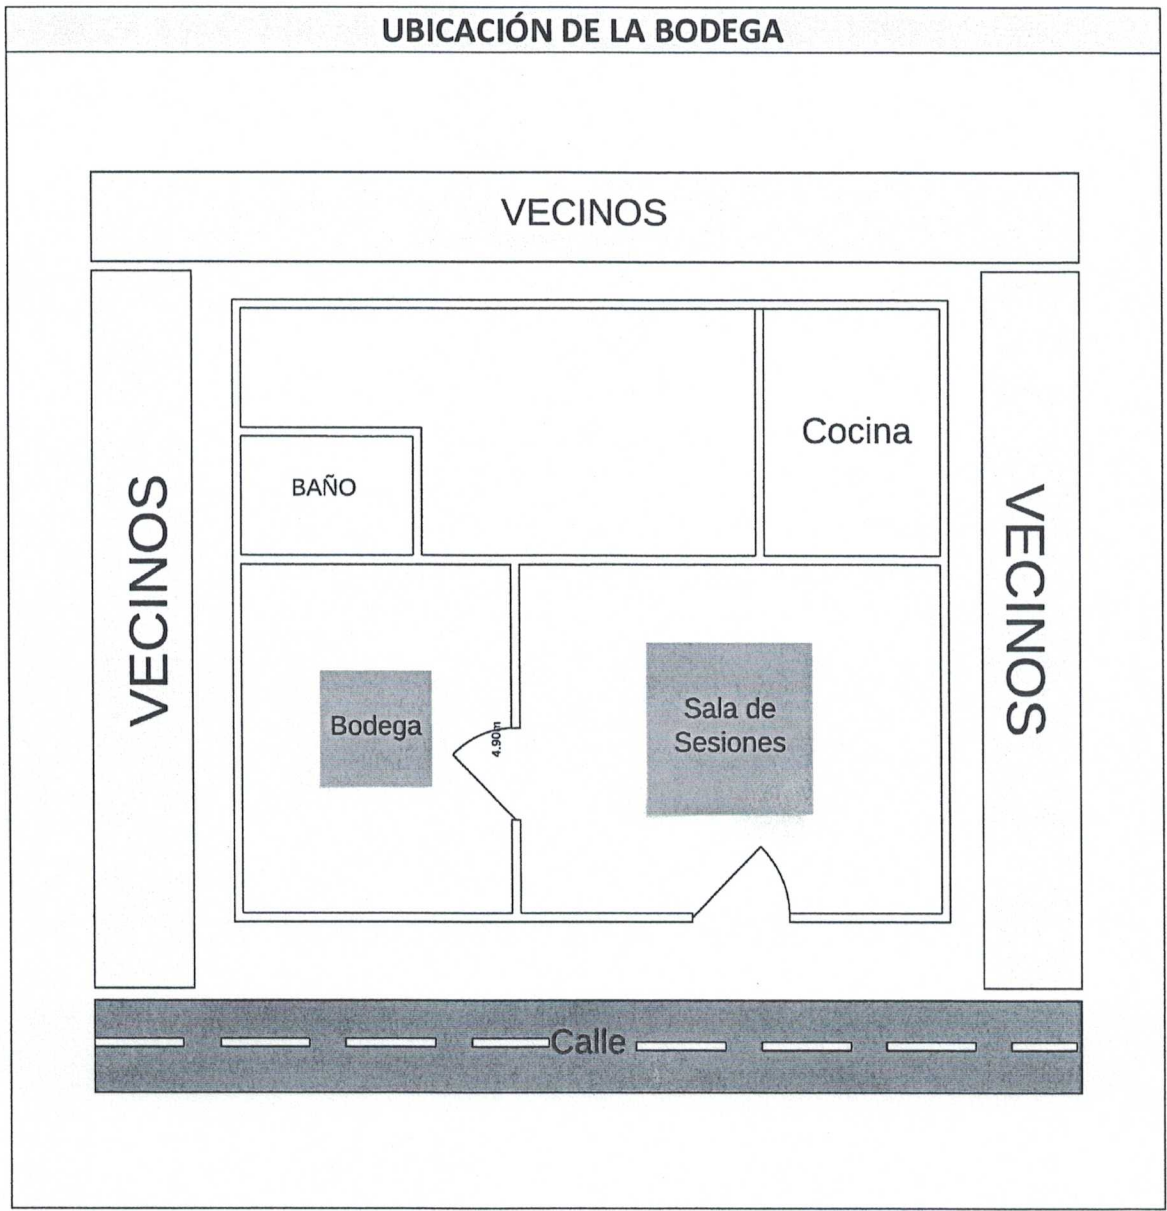 UBICACIÓN DE LA BODEGA
VECINOS
VECINOS
VECINOS
Cocina
BAÑO
Bodega
4.90m
Sala de
Sesiones
Calle